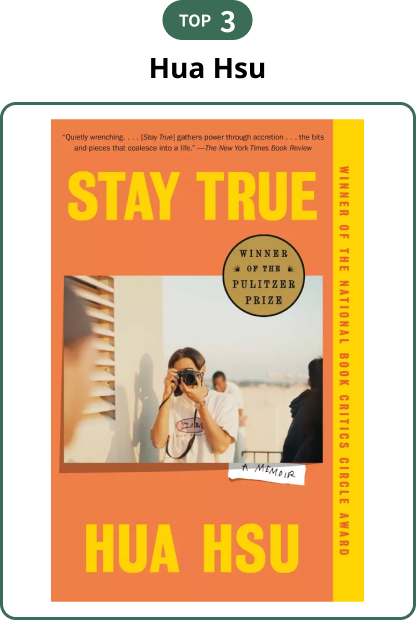 TOP 3
Hua Hsu
“Quietly wrenching. . . . [Stay True] gathers power through accretion . . . the bits
and pieces that coalesce into a life.” —The New York Times Book Review
STAY TRUE
WINNER
OF THE
PULITZER
PRIZE
A MEMOIR
HUA HSU
WINNER OF THE NATIONAL BOOK CRITICS CIRCLE AWARD